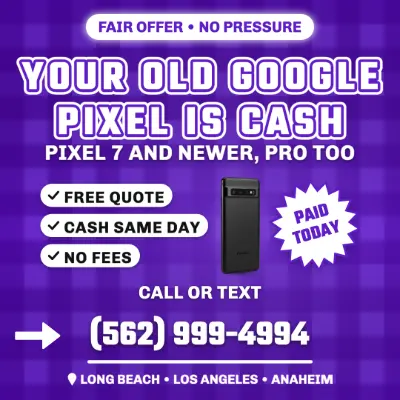 FAIR OFFER • NO PRESSURE
YOUR OLD GOOGLE
PIXEL IS CASH
PIXEL 7 AND NEWER, PRO TOO
FREE QUOTE
CASH SAME DAY
NO FEES
PAID
TODAY
CALL OR TEXT
(562) 999-4994
LONG BEACH • LOS ANGELES • ANAHEIM